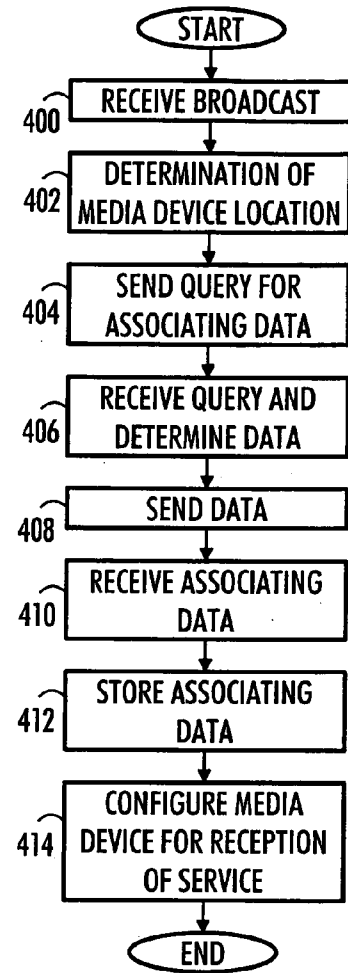 START
400
RECEIVE BROADCAST
402
DETERMINATION OF
MEDIA DEVICE LOCATION
404
SEND QUERY FOR
ASSOCIATING DATA
406
RECEIVE QUERY AND
DETERMINE DATA
408
SEND DATA
410
RECEIVE ASSOCIATING
DATA
412
STORE ASSOCIATING
DATA
414
CONFIGURE MEDIA
DEVICE FOR RECEPTION
OF SERVICE
END